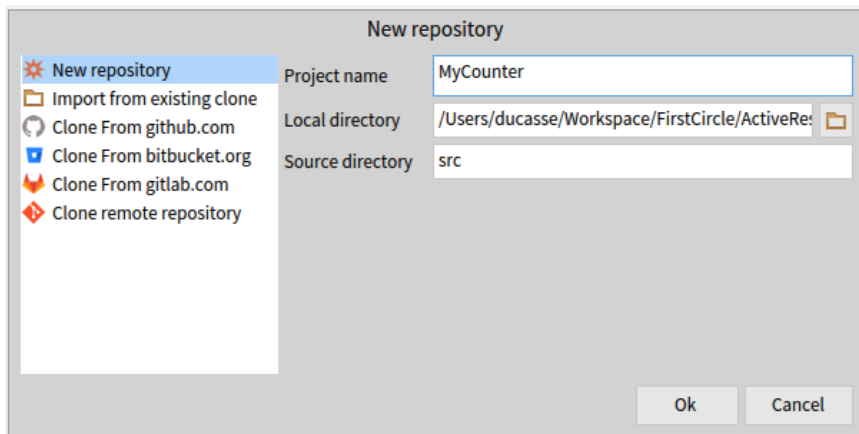 New repository
New repository
Import from existing clone
Clone From github.com
Clone From bitbucket.org
Clone From gitlab.com
Clone remote repository
Project name MyCounter
Local directory /Users/ducasse/Workspace/FirstCircle/ActiveRes
Source directory src
Ok Cancel